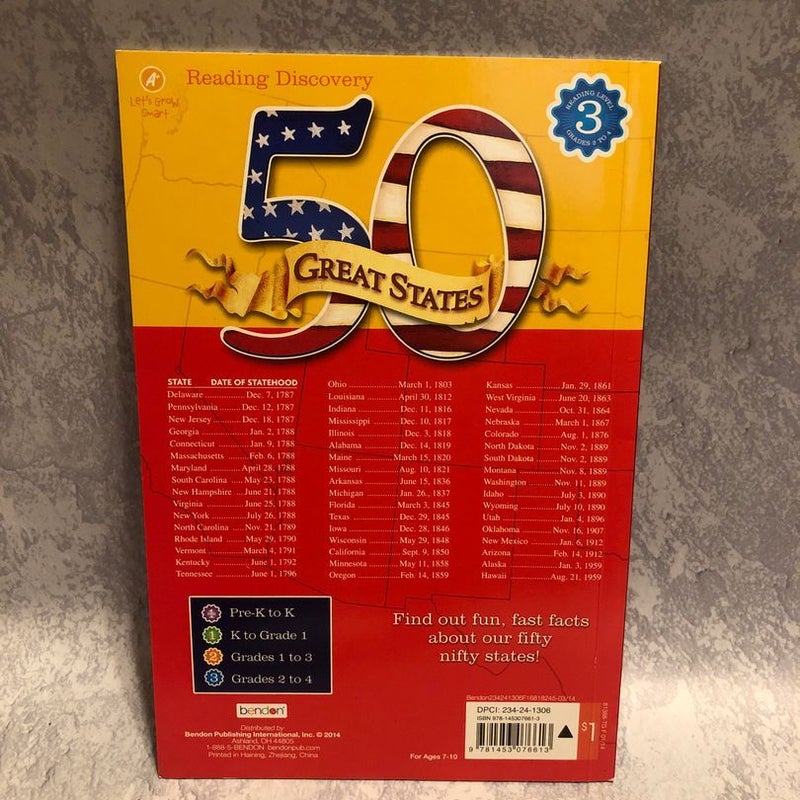 A+
Let's Grow
Smart
Reading Discovery
READING LEVEL
3
GRADES 2 TO 4
50
GREAT STATES
STATE DATE OF STATEHOOD
Delaware ................ Dec. 7, 1787
Pennsylvania ........ Dec. 12, 1787
New Jersey ........... Dec. 18, 1787
Georgia ................ Jan. 2, 1788
Connecticut .......... Jan. 9, 1788
Massachusetts ........ Feb. 6, 1788
Maryland ........... April 28, 1788
South Carolina .... May 23, 1788
New Hampshire ... June 21, 1788
Virginia .............. June 25, 1788
New York ........... July 26, 1788
North Carolina .... Nov. 21, 1789
Rhode Island ....... May 29, 1790
Vermont ............ March 4, 1791
Kentucky .............. June 1, 1792
Tennessee ............. June 1, 1796
Ohio .................. March 1, 1803
Louisiana ........... April 30, 1812
Indiana ................ Dec. 11, 1816
Mississippi .......... Dec. 10, 1817
Illinois ................... Dec. 3, 1818
Alabama .............. Dec. 14, 1819
Maine ............... March 15, 1820
Missouri ............. Aug. 10, 1821
Arkansas ............. June 15, 1836
Michigan .............. Jan. 26., 1837
Florida ................ March 3, 1845
Texas ................... Dec. 29, 1845
Iowa .................... Dec. 28, 1846
Wisconsin ............ May 29, 1848
California ............. Sept. 9, 1850
Minnesota ............ May 11, 1858
Oregon ................. Feb. 14, 1859
Kansas ................. Jan. 29, 1861
West Virginia ...... June 20, 1863
Nevada ................. Oct. 31, 1864
Nebraska ............. March 1, 1867
Colorado .............. Aug. 1, 1876
North Dakota ........ Nov. 2, 1889
South Dakota ........ Nov. 2, 1889
Montana ............... Nov. 8, 1889
Washington .......... Nov. 11, 1889
Idaho .................... July 3, 1890
Wyoming ............. July 10, 1890
Utah ...................... Jan. 4, 1896
Oklahoma ............ Nov. 16, 1907
New Mexico .......... Jan. 6, 1912
Arizona ................ Feb. 14, 1912
Alaska ................... Jan. 3, 1959
Hawaii ................. Aug. 21, 1959
Pre-K to K
1 K to Grade 1
2 Grades 1 to 3
3 Grades 2 to 4
Find out fun, fast facts
about our fifty
nifty states!
bendon
Distributed by
Bendon Publishing International, Inc. © 2014
Ashland, OH 44805
1-888-5-BENDON bendonpub.com
Printed in Haining, Zhejiang, China
For Ages 7-10
Bendon234241306F16818245-03/14
DPCI: 234-24-1306
ISBN 978-145307661-3
9 781453 076613
$1